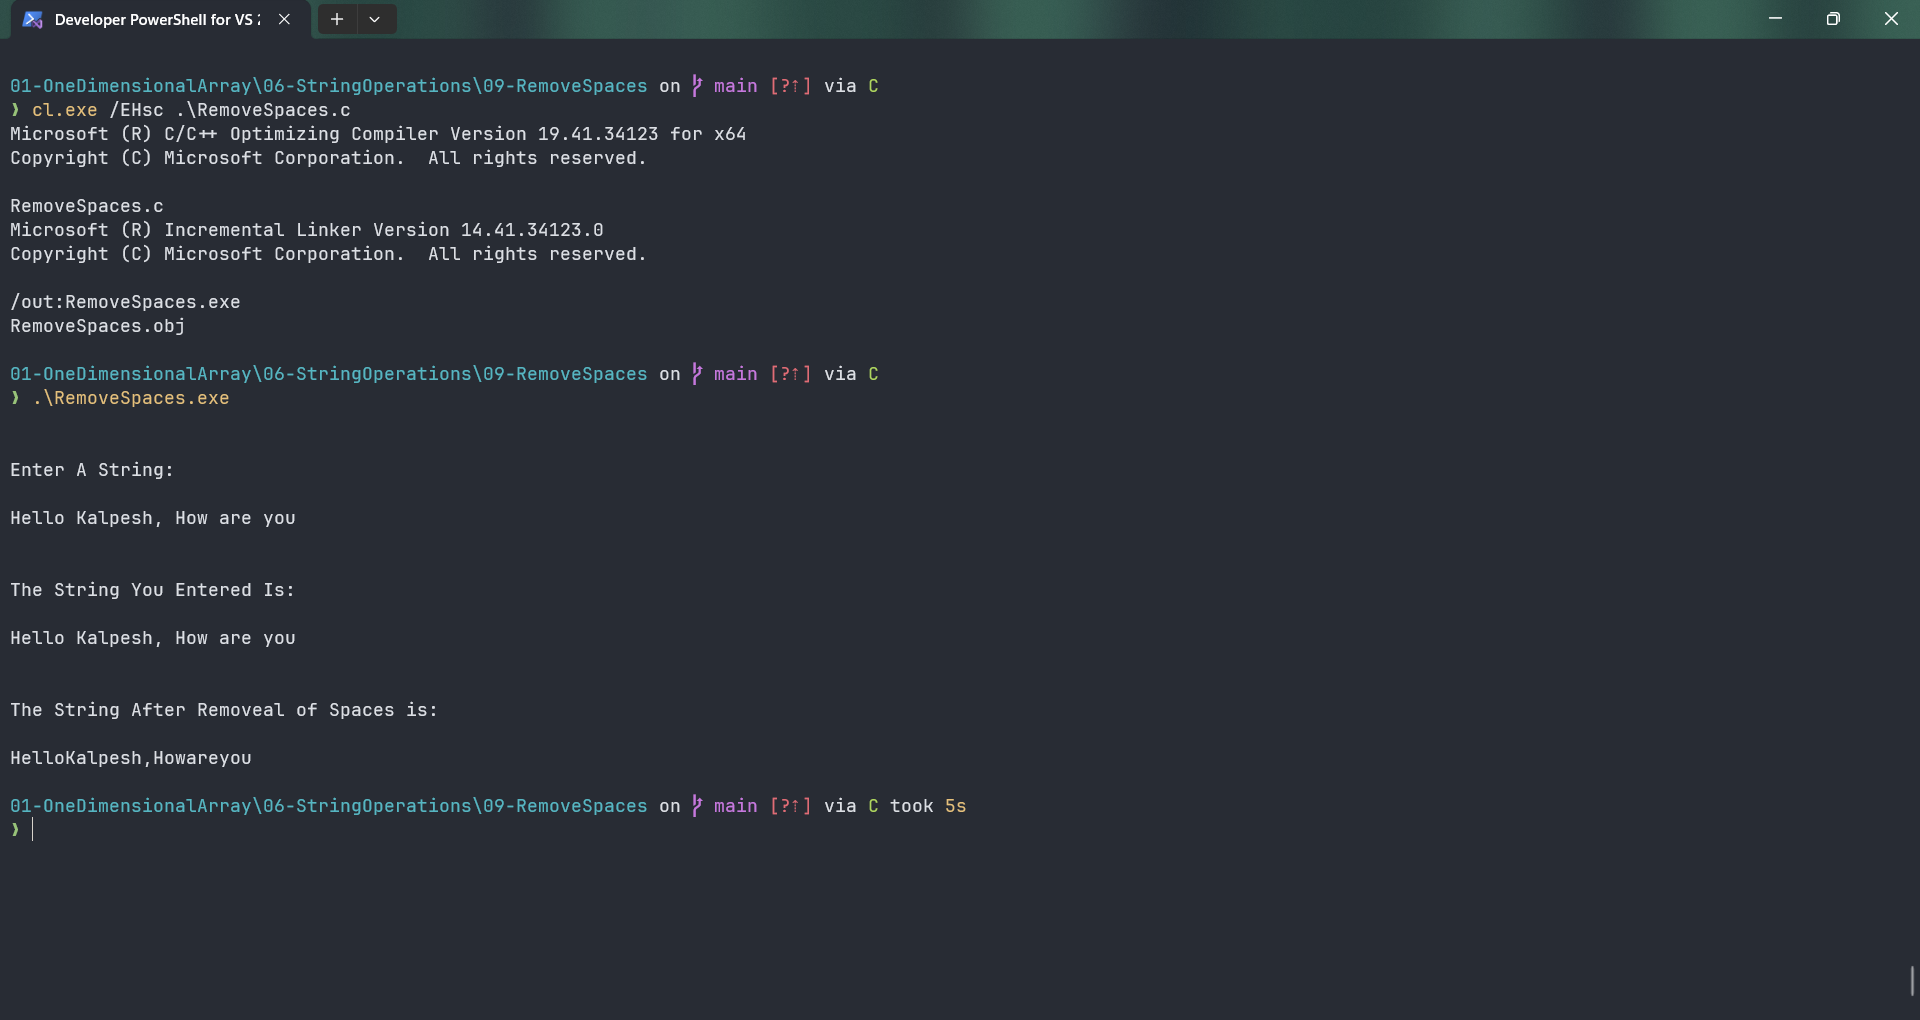 Developer PowerShell for VS 2
01-OneDimensionalArray\06-StringOperations\09-RemoveSpaces on main [?⇡] via C
❯ cl.exe /EHsc .\RemoveSpaces.c
Microsoft (R) C/C++ Optimizing Compiler Version 19.41.34123 for x64
Copyright (C) Microsoft Corporation.  All rights reserved.
RemoveSpaces.c
Microsoft (R) Incremental Linker Version 14.41.34123.0
Copyright (C) Microsoft Corporation.  All rights reserved.
/out:RemoveSpaces.exe
RemoveSpaces.obj
01-OneDimensionalArray\06-StringOperations\09-RemoveSpaces on main [?⇡] via C
❯ .\RemoveSpaces.exe
Enter A String:
Hello Kalpesh, How are you
The String You Entered Is:
Hello Kalpesh, How are you
The String After Removeal of Spaces is:
HelloKalpesh,Howareyou
01-OneDimensionalArray\06-StringOperations\09-RemoveSpaces on main [?⇡] via C took 5s
❯